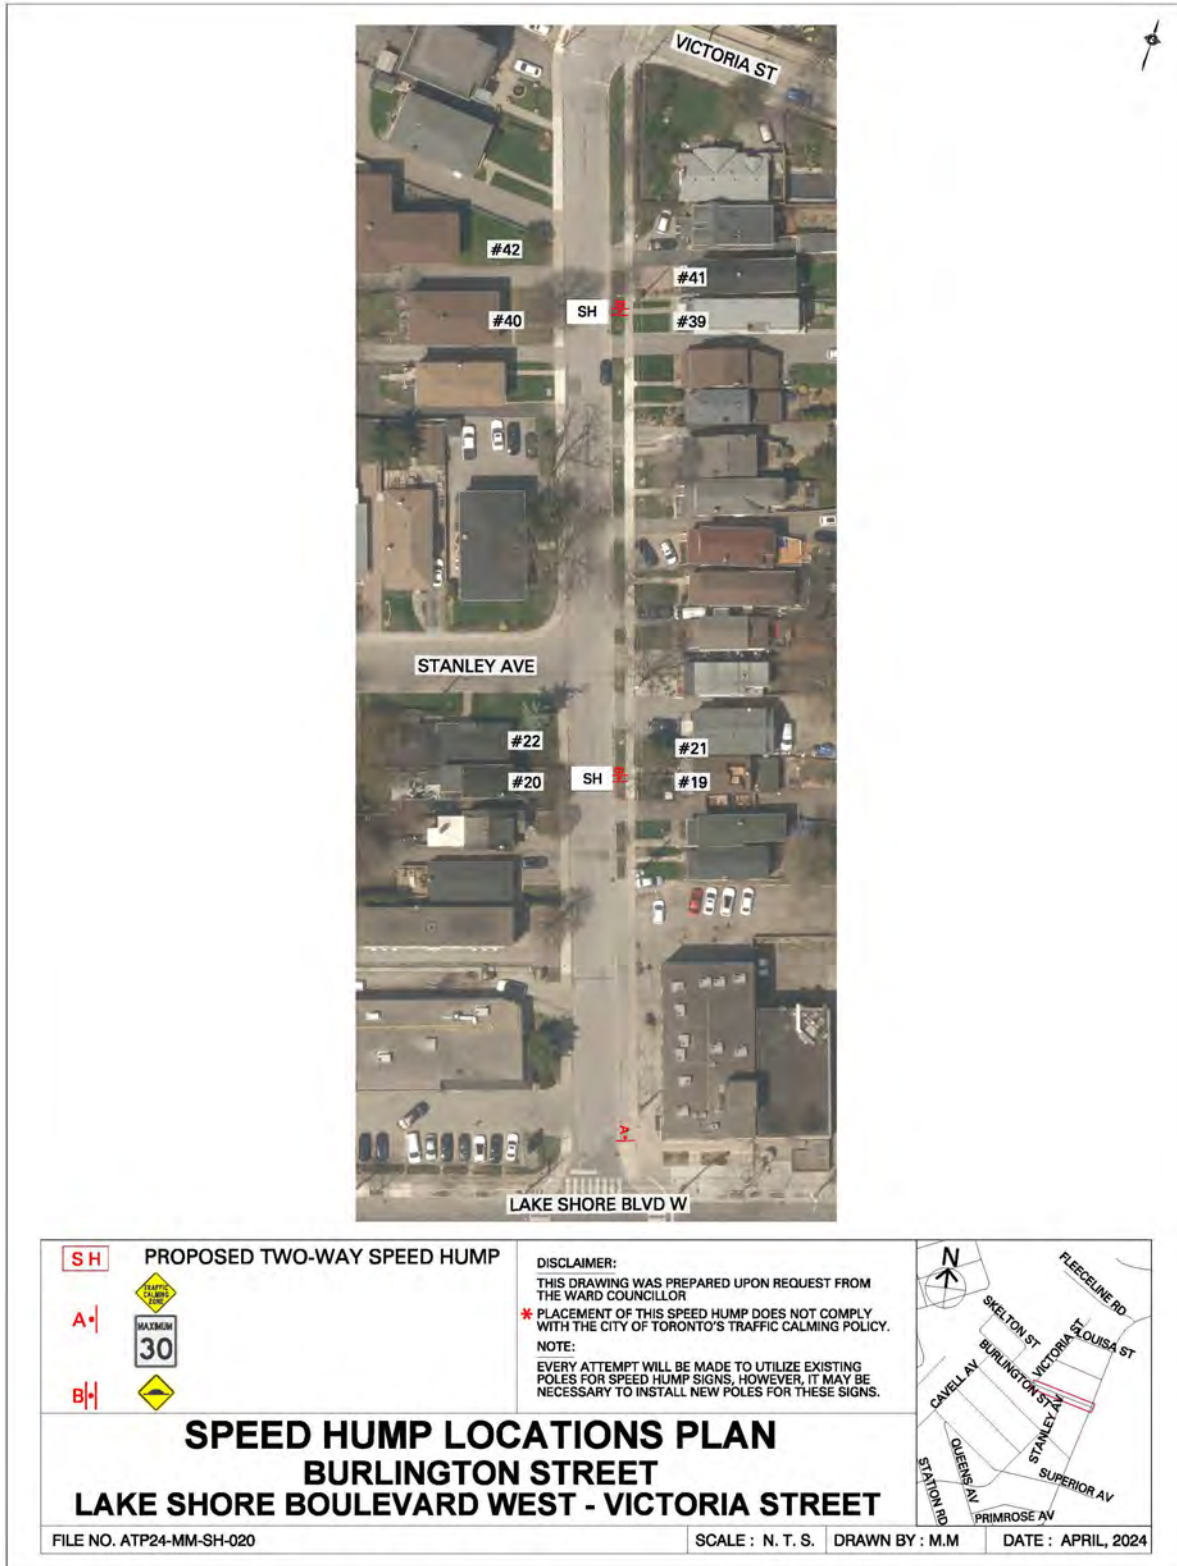 VICTORIA ST
#42
#41
SH
#40
#39
STANLEY AVE
#22
#21
SH
B
#20
#19
A
LAKE SHORE BLVD W
SH PROPOSED TWO-WAY SPEED HUMP
TRAFFIC
CALMING
ZONE
A
MAXIMUM
30
B
DISCLAIMER:
THIS DRAWING WAS PREPARED UPON REQUEST FROM
THE WARD COUNCILLOR
* PLACEMENT OF THIS SPEED HUMP DOES NOT COMPLY
WITH THE CITY OF TORONTO'S TRAFFIC CALMING POLICY.
NOTE:
EVERY ATTEMPT WILL BE MADE TO UTILIZE EXISTING
POLES FOR SPEED HUMP SIGNS, HOWEVER, IT MAY BE
NECESSARY TO INSTALL NEW POLES FOR THESE SIGNS.
N
FLEECELINE RD
SKELTON ST
VICTORIA ST
LOUISA ST
BURLINGTON ST
CAVELL AV
STANLEY AV
QUEENS AV
STATION RD
SUPERIOR AV
PRIMROSE AV
SPEED HUMP LOCATIONS PLAN
BURLINGTON STREET
LAKE SHORE BOULEVARD WEST - VICTORIA STREET
FILE NO. ATP24-MM-SH-020
SCALE : N. T. S.
DRAWN BY : M.M
DATE : APRIL, 2024